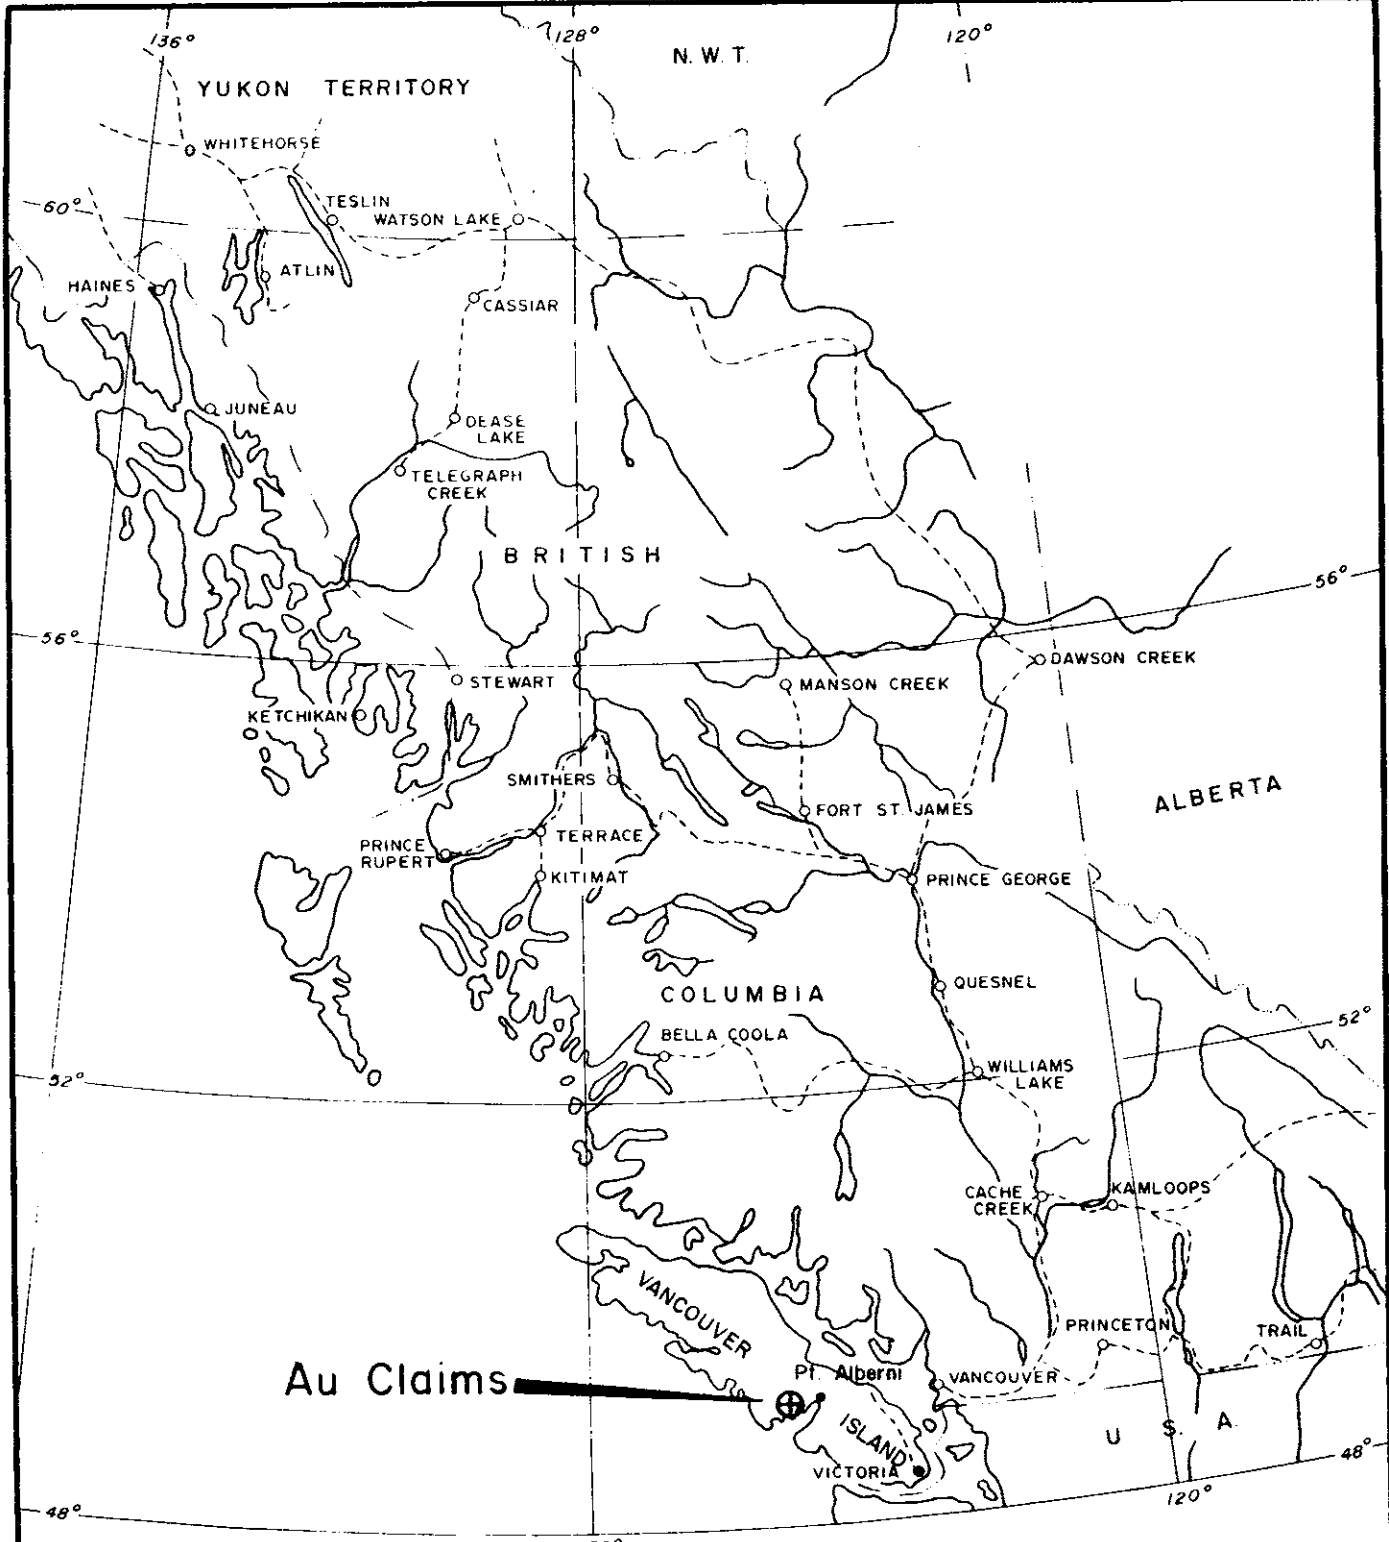 136°
128°
120°
N. W. T.
YUKON TERRITORY
WHITEHORSE
60°
TESLIN
WATSON LAKE
ATLIN
HAINES
CASSIAR
JUNEAU
DEASE
LAKE
TELEGRAPH
CREEK
BRITISH
56°
56°
DAWSON CREEK
STEWART
MANSON CREEK
KETCHIKAN
SMITHERS
ALBERTA
FORT ST. JAMES
TERRACE
PRINCE
RUPERT
KITIMAT
PRINCE GEORGE
QUESNEL
COLUMBIA
52°
BELLA COOLA
WILLIAMS
LAKE
52°
CACHE
CREEK
KAMLOOPS
VANCOUVER
PRINCETON
TRAIL
Au Claims
Pt. Alberni
VANCOUVER
ISLAND
U. S. A.
VICTORIA
48°
120°
48°